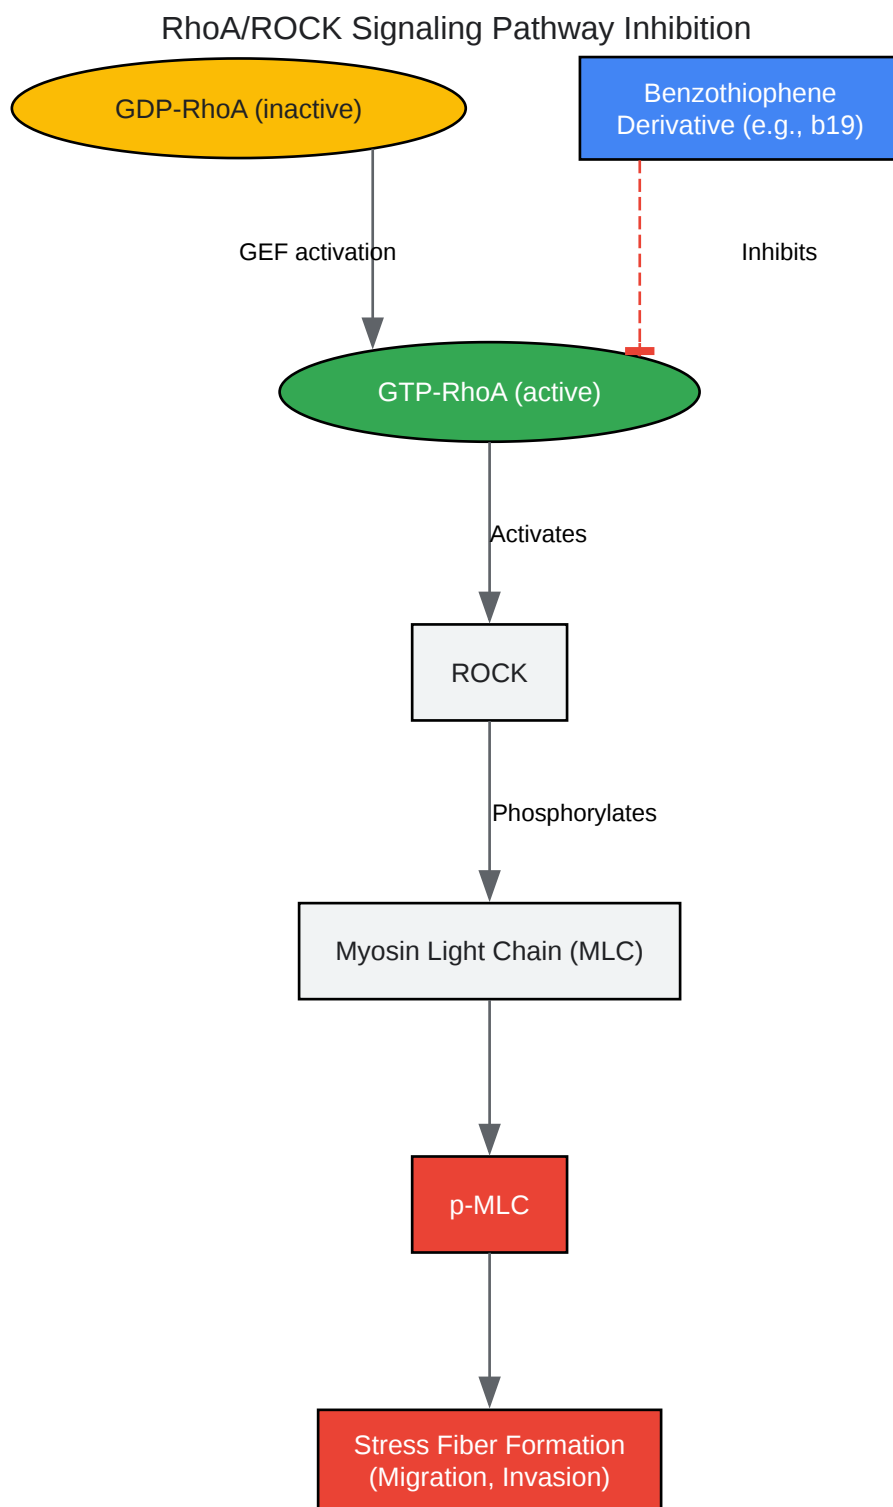 RhoA/ROCK Signaling Pathway Inhibition
GDP-RhoA (inactive)
Benzothiophene
Derivative (e.g., b19)
GEF activation
Inhibits
GTP-RhoA (active)
Activates
ROCK
Phosphorylates
Myosin Light Chain (MLC)
p-MLC
Stress Fiber Formation
(Migration, Invasion)